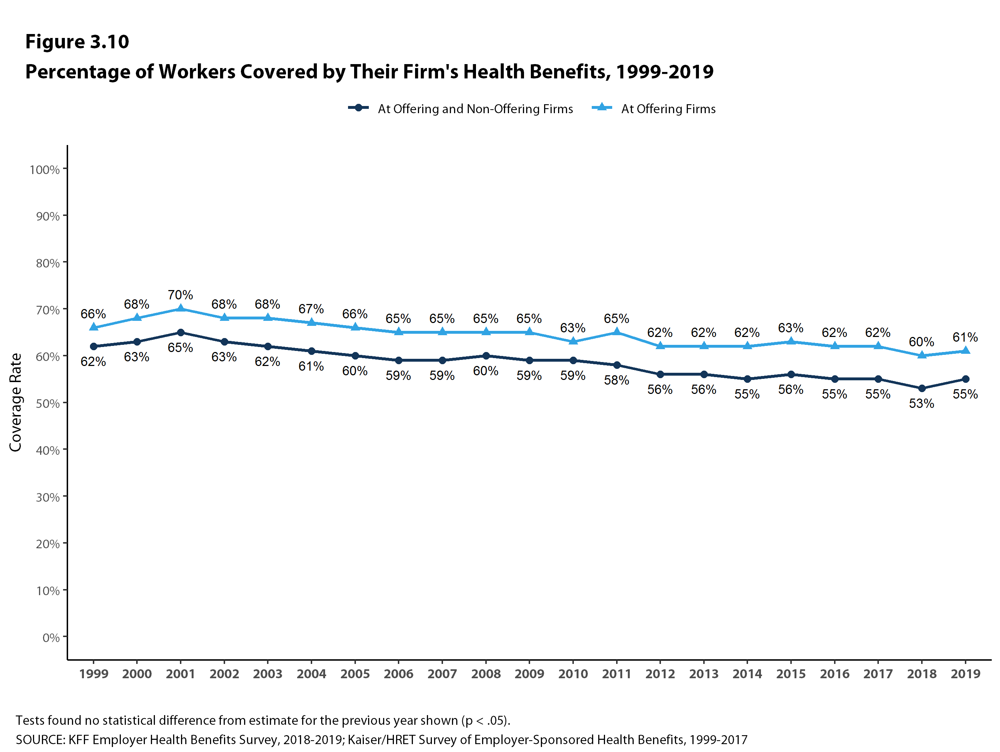 Figure 3.10
Percentage of Workers Covered by Their Firm's Health Benefits, 1999-2019
At Offering and Non-Offering Firms At Offering Firms
Coverage Rate
100%
90%
80%
70%
60%
50%
40%
30%
20%
10%
0%
66% 68% 70% 68% 68% 67% 66% 65% 65% 65% 65% 63% 65% 62% 62% 62% 63% 62% 62% 60% 61%
62% 63% 65% 63% 62% 61% 60% 59% 59% 60% 59% 59% 58% 56% 56% 55% 56% 55% 55% 53% 55%
1999 2000 2001 2002 2003 2004 2005 2006 2007 2008 2009 2010 2011 2012 2013 2014 2015 2016 2017 2018 2019
Tests found no statistical difference from estimate for the previous year shown (p < .05).
SOURCE: KFF Employer Health Benefits Survey, 2018-2019; Kaiser/HRET Survey of Employer-Sponsored Health Benefits, 1999-2017